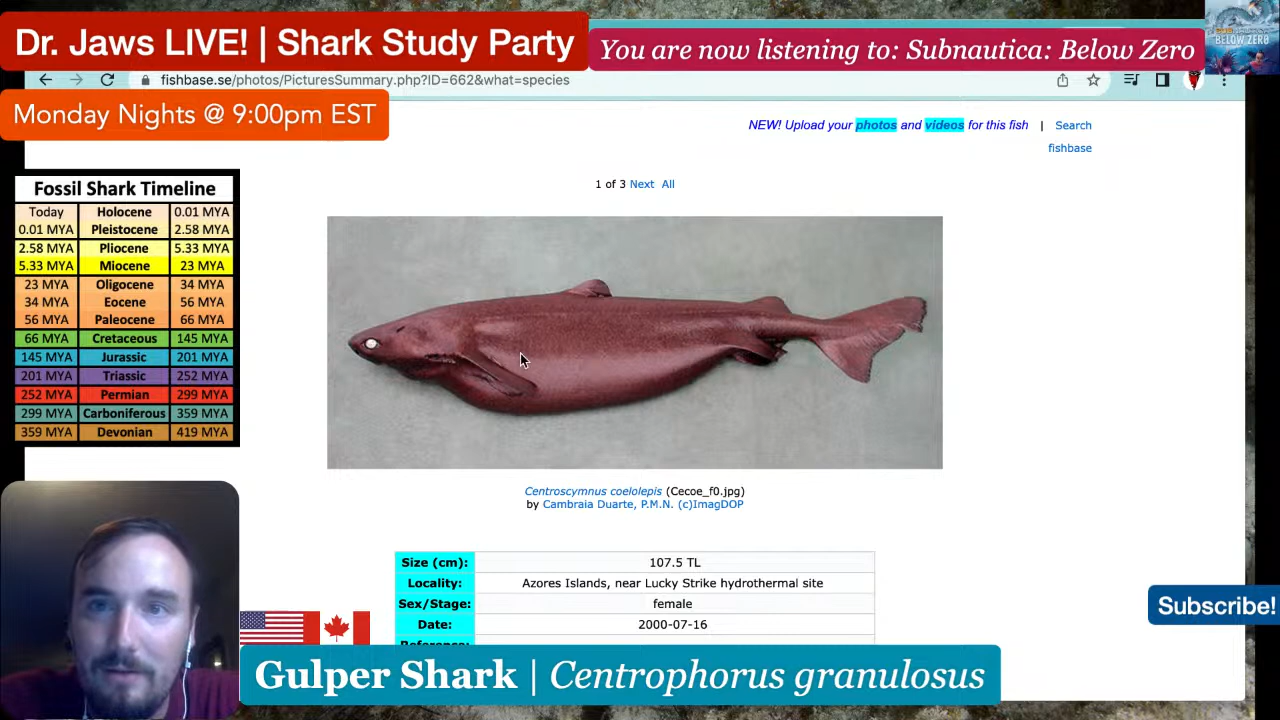 Dr. Jaws LIVE! | Shark Study Party
You are now listening to: Subnautica: Below Zero
BELOW ZERO
fishbase.se/photos/PicturesSummary.php?ID=662&what=species
Monday Nights @ 9:00pm EST
NEW! Upload your photos and videos for this fish | Search
fishbase
1 of 3 Next All
Fossil Shark Timeline
Today Holocene 0.01 MYA
0.01 MYA Pleistocene 2.58 MYA
2.58 MYA Pliocene 5.33 MYA
5.33 MYA Miocene 23 MYA
23 MYA Oligocene 34 MYA
34 MYA Eocene 56 MYA
56 MYA Paleocene 66 MYA
66 MYA Cretaceous 145 MYA
145 MYA Jurassic 201 MYA
201 MYA Triassic 252 MYA
252 MYA Permian 299 MYA
299 MYA Carboniferous 359 MYA
359 MYA Devonian 419 MYA
Centroscymnus coelolepis (Cecoe_f0.jpg)
by Cambraia Duarte, P.M.N. (c)ImagDOP
Size (cm): 107.5 TL
Locality: Azores Islands, near Lucky Strike hydrothermal site
Sex/Stage: female
Date: 2000-07-16
Subscribe!
Gulper Shark | Centrophorus granulosus